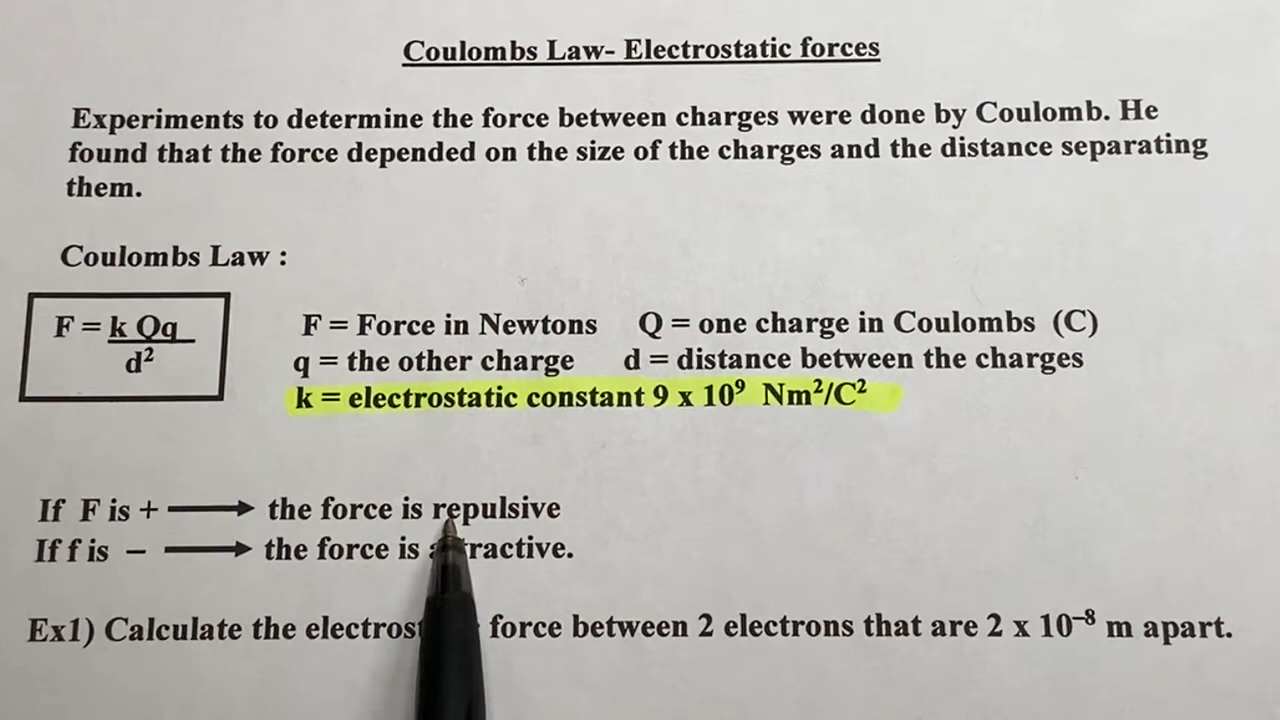 Coulombs Law- Electrostatic forces
Experiments to determine the force between charges were done by Coulomb. He
found that the force depended on the size of the charges and the distance separating
them.
Coulombs Law :
F = k Qq
d²
F = Force in Newtons Q = one charge in Coulombs (C)
q = the other charge d = distance between the charges
k = electrostatic constant 9 x 10⁹ Nm²/C²
If F is + ⟶ the force is repulsive
If f is − ⟶ the force is
Ex1) Calculate the force between 2 electrons that are 2 x 10⁻⁸ m apart.